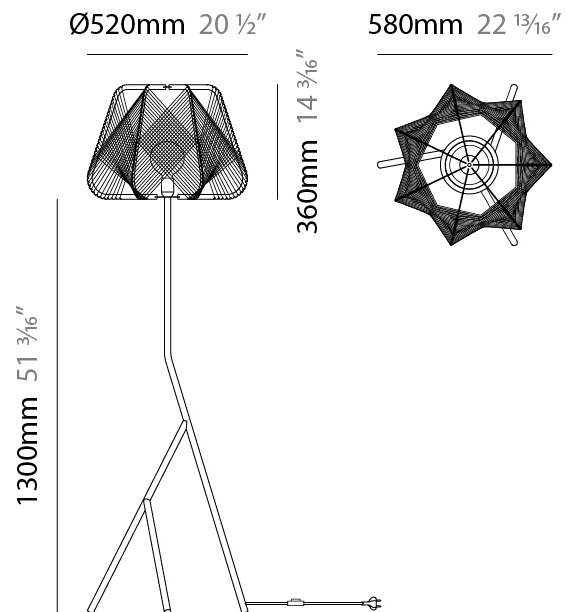 Ø520mm 20 ½"
580mm 22 ¹³⁄₁₆"
360mm 14 ³⁄₁₆"
1300mm 51 ³⁄₁₆"